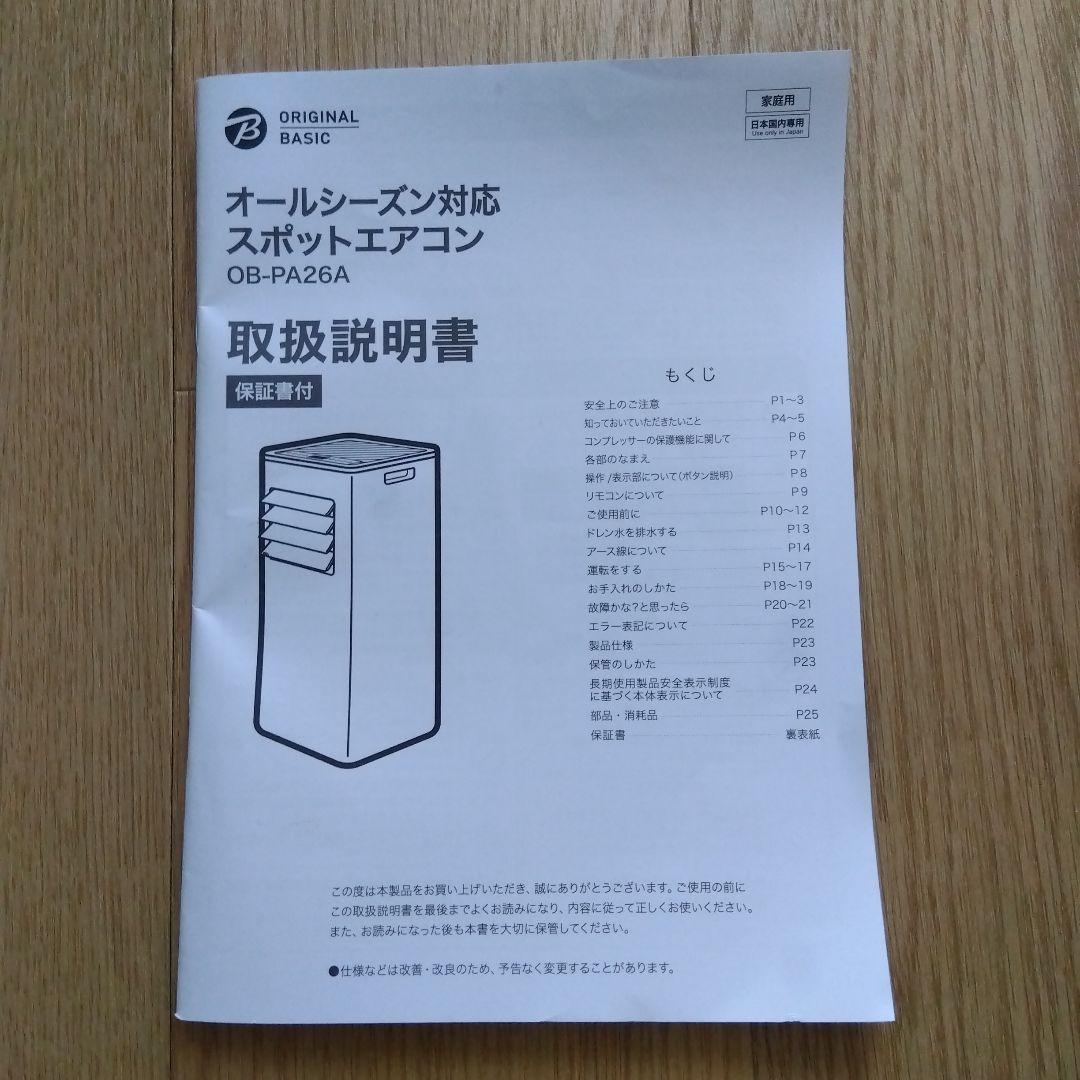 ORIGINAL
BASIC
家庭用
日本国内専用
Use only in Japan
オールシーズン対応
スポットエアコン
OB-PA26A
取扱説明書
保証書付
もくじ
安全上のご注意 P1〜3
知っておいていただきたいこと P4〜5
コンプレッサーの保護機能に関して P6
各部のなまえ P7
操作/表示部について(ボタン説明) P8
リモコンについて P9
ご使用前に P10〜12
ドレン水を排水する P13
アース線について P14
運転をする P15〜17
お手入れのしかた P18〜19
故障かな?と思ったら P20〜21
エラー表記について P22
製品仕様 P23
保管のしかた P23
長期使用製品安全表示制度
に基づく本体表示について P24
部品・消耗品 P25
保証書 裏表紙
この度は本製品をお買い上げいただき、誠にありがとうございます。ご使用の前に
この取扱説明書を最後までよくお読みになり、内容に従って正しくお使いください。
また、お読みになった後も本書を大切に保管してください。
●仕様などは改善・改良のため、予告なく変更することがあります。